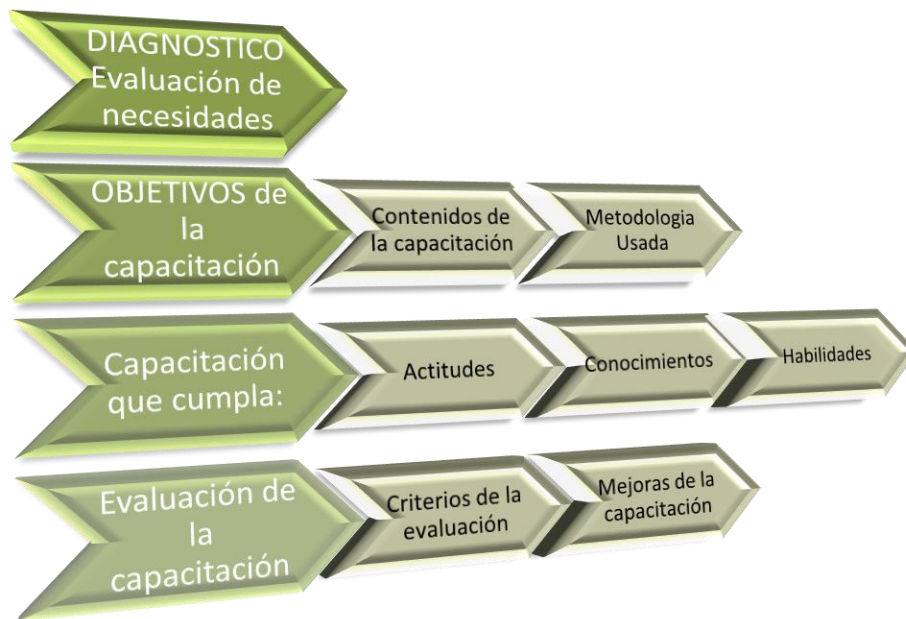 DIAGNOSTICO
Evaluación de
necesidades
OBJETIVOS de
la
capacitación
Contenidos de
la capacitación
Metodologia
Usada
Capacitación
que cumpla:
Actitudes
Conocimientos
Habilidades
Evaluación de
la
capacitación
Criterios de la
evaluación
Mejoras de la
capacitación